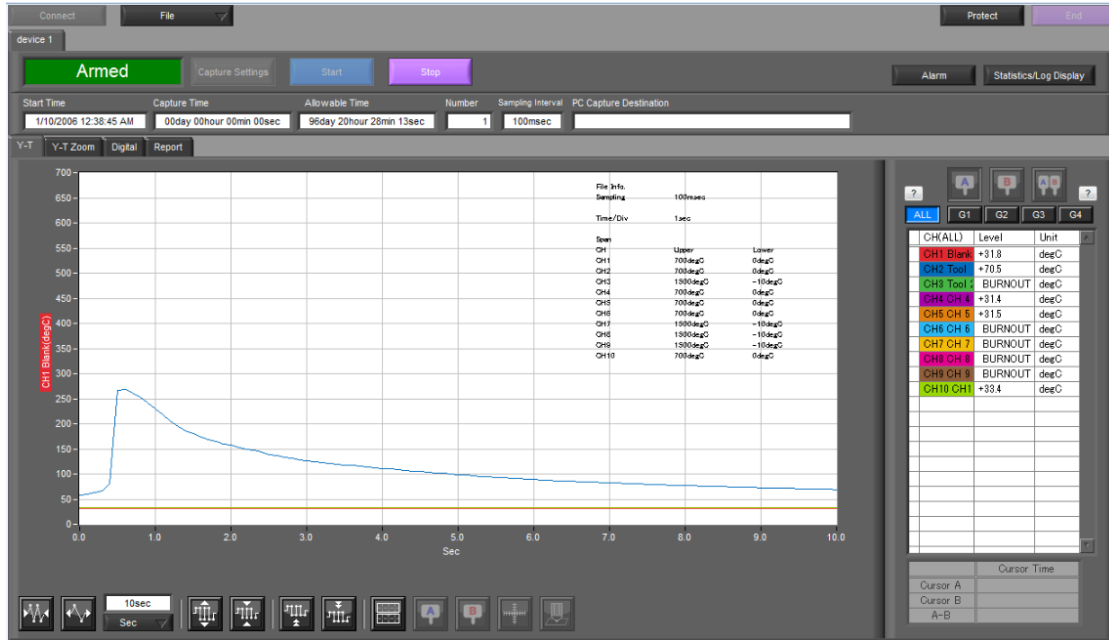 Connect File Protect End
device 1
Armed Capture Settings Start Stop Alarm Statistics/Log Display
Start Time Capture Time Allowable Time Number Sampling Interval PC Capture Destination
1/10/2006 12:38:45 AM 00day 00hour 00min 00sec 96day 20hour 28min 13sec 1 100msec
Y-T Y-T Zoom Digital Report
700
650
600
550
500
450
400
350
300
250
200
150
100
50
0
CH1 Blank(degC)
0.0 1.0 2.0 3.0 4.0 5.0 6.0 7.0 8.0 9.0 10.0
Sec
File Info.
Sampling 100msec
Time/Div 1sec
Span
CH Upper Lower
CH1 700degC 0degC
CH2 700degC 0degC
CH3 1300degC -10degC
CH4 700degC 0degC
CH5 700degC 0degC
CH6 700degC 0degC
CH7 1300degC -10degC
CH8 1300degC -10degC
CH9 1300degC -10degC
CH10 700degC 0degC
10sec
Sec
A B
? A B A B ?
ALL G1 G2 G3 G4
CH(ALL) Level Unit
CH1 Blank +31.8 degC
CH2 Tool +70.5 degC
CH3 Tool 2 BURNOUT degC
CH4 CH 4 +31.4 degC
CH5 CH 5 +31.5 degC
CH6 CH 6 BURNOUT degC
CH7 CH 7 BURNOUT degC
CH8 CH 8 BURNOUT degC
CH9 CH 9 BURNOUT degC
CH10 CH1 +33.4 degC
Cursor Time
Cursor A
Cursor B
A-B